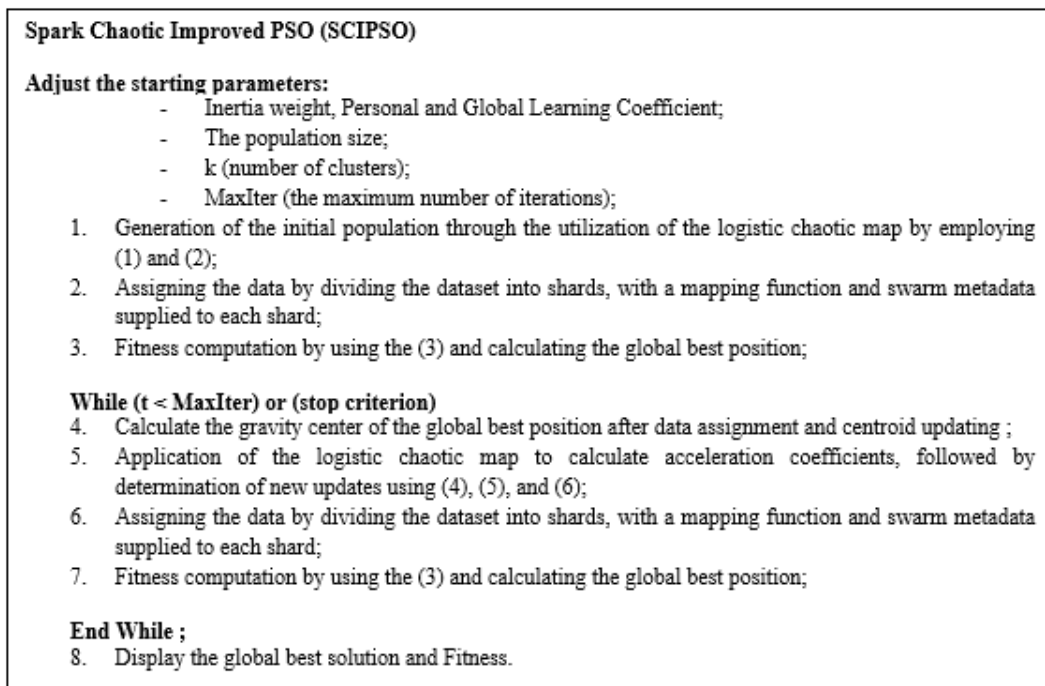 Spark Chaotic Improved PSO (SCIPSO)
Adjust the starting parameters:
- Inertia weight, Personal and Global Learning Coefficient;
- The population size;
- k (number of clusters);
- MaxIter (the maximum number of iterations);
1. Generation of the initial population through the utilization of the logistic chaotic map by employing
(1) and (2);
2. Assigning the data by dividing the dataset into shards, with a mapping function and swarm metadata
supplied to each shard;
3. Fitness computation by using the (3) and calculating the global best position;
While (t < MaxIter) or (stop criterion)
4. Calculate the gravity center of the global best position after data assignment and centroid updating ;
5. Application of the logistic chaotic map to calculate acceleration coefficients, followed by
determination of new updates using (4), (5), and (6);
6. Assigning the data by dividing the dataset into shards, with a mapping function and swarm metadata
supplied to each shard;
7. Fitness computation by using the (3) and calculating the global best position;
End While ;
8. Display the global best solution and Fitness.